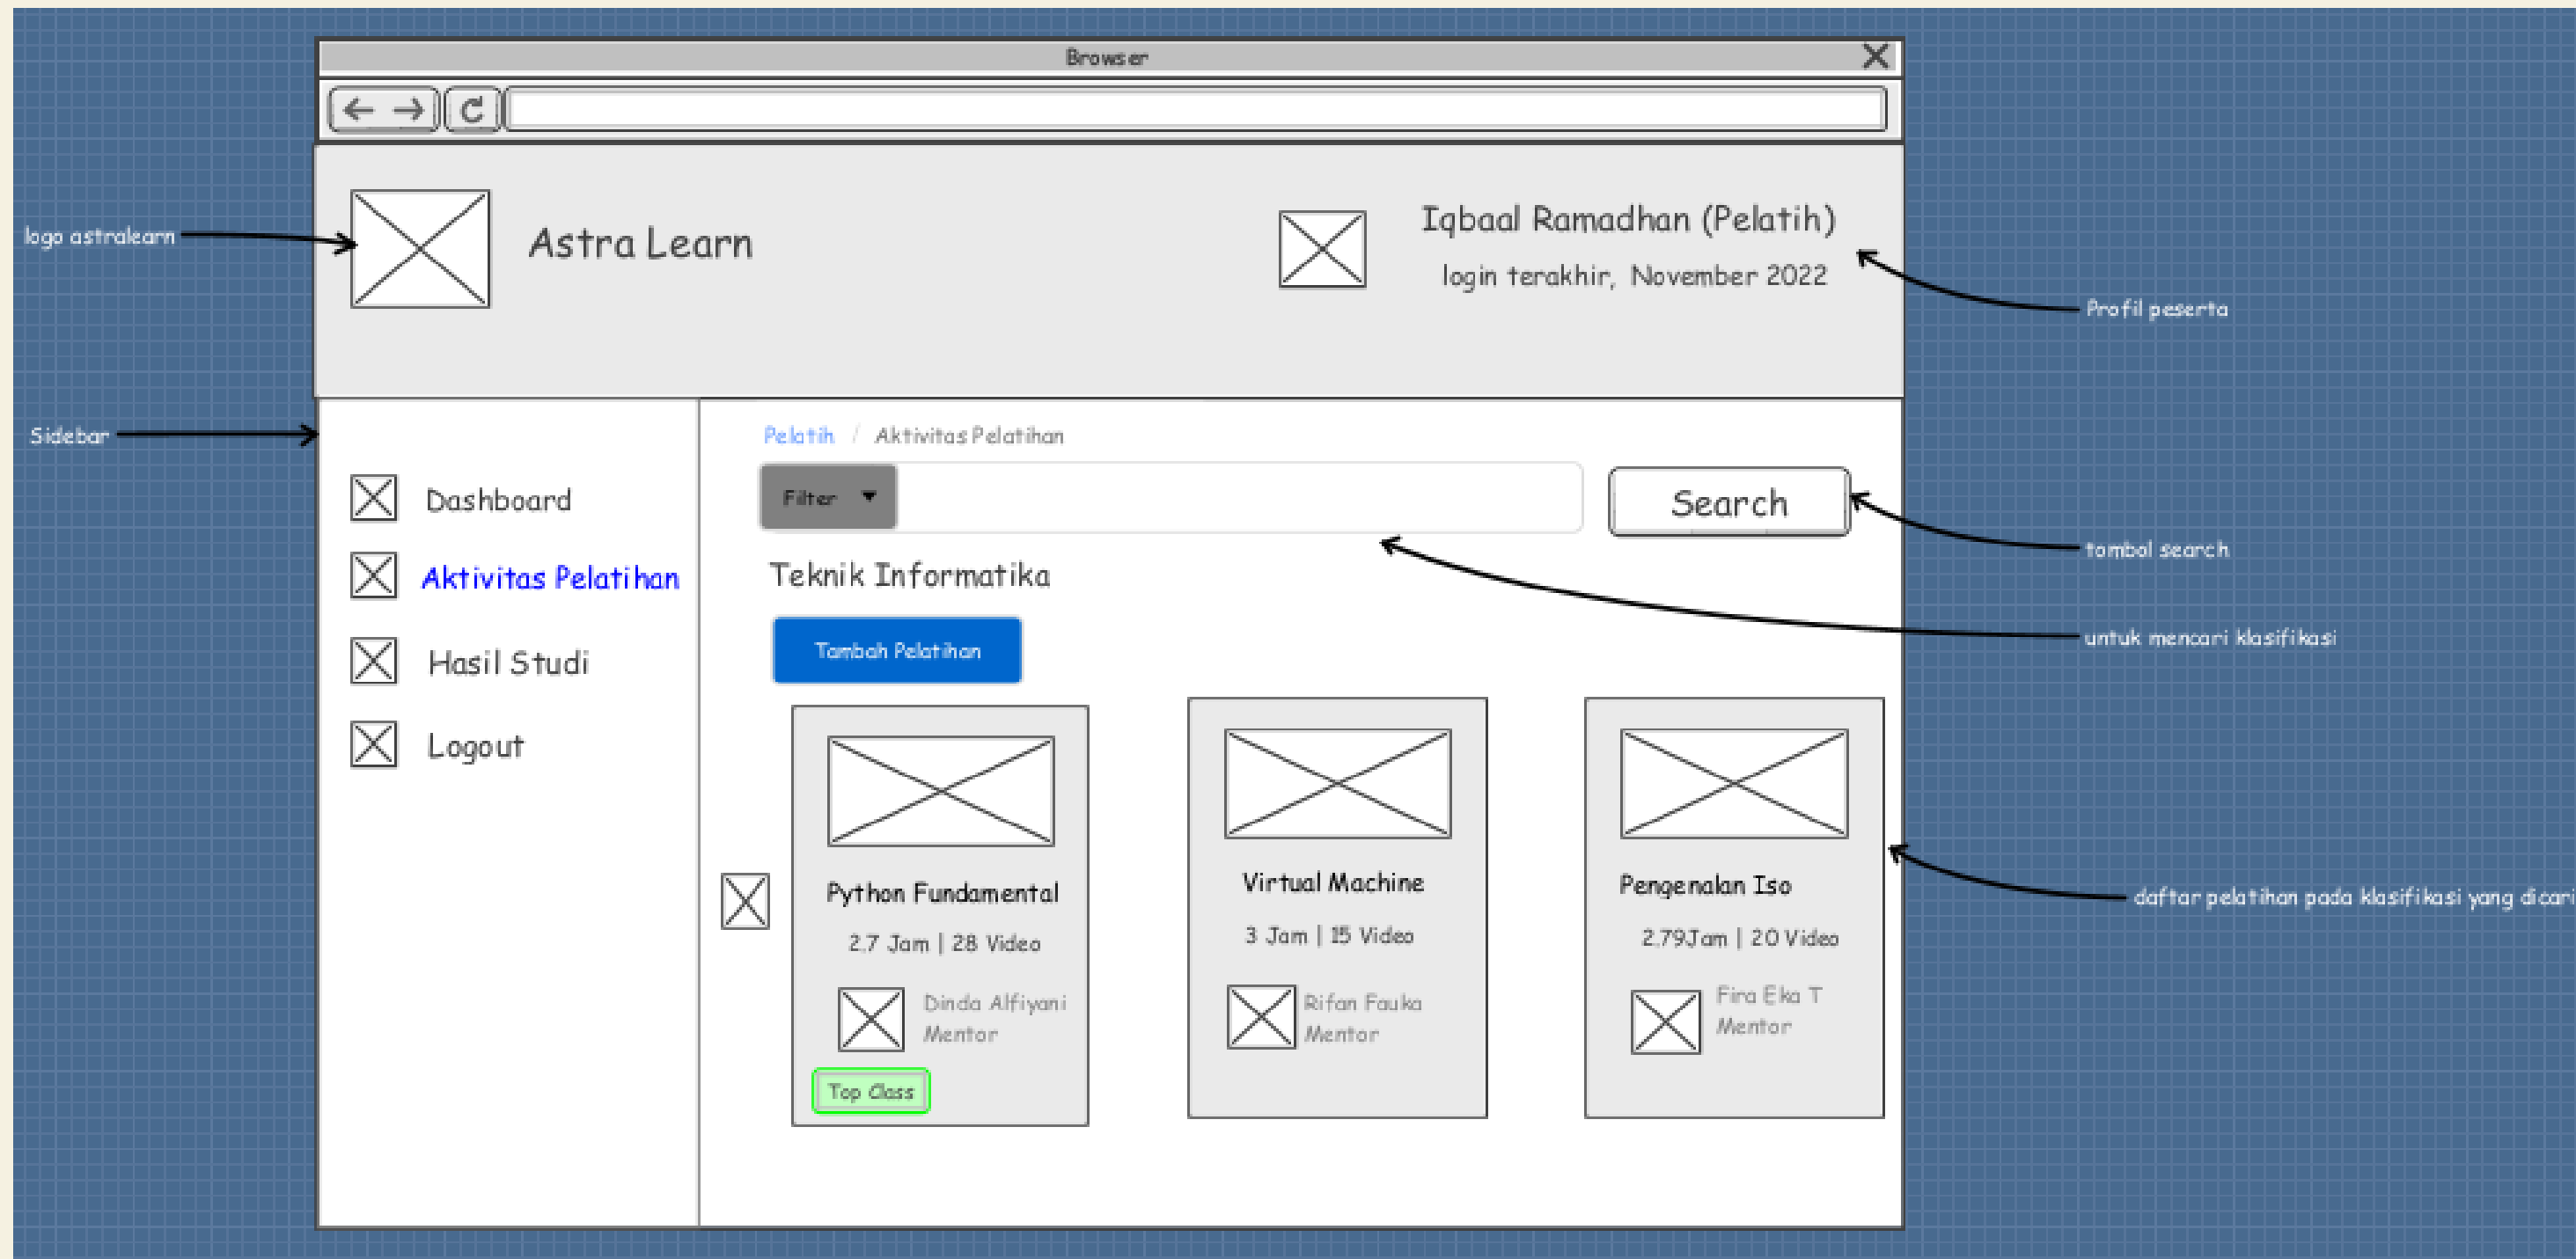 Browser
logo astralearn
Astra Learn
Iqbaal Ramadhan (Pelatih)
login terakhir, November 2022
Profil peserta
Sidebar
Dashboard
Aktivitas Pelatihan
Hasil Studi
Logout
Pelatih / Aktivitas Pelatihan
Filter
Search
tombol search
untuk mencari klasifikasi
Teknik Informatika
Tambah Pelatihan
Python Fundamental
2.7 Jam | 28 Video
Dinda Alfiyani
Mentor
Top Class
Virtual Machine
3 Jam | 15 Video
Rifan Fauka
Mentor
Pengenalan Iso
2.79Jam | 20 Video
Fira Eka T
Mentor
daftar pelatihan pada klasifikasi yang dicari